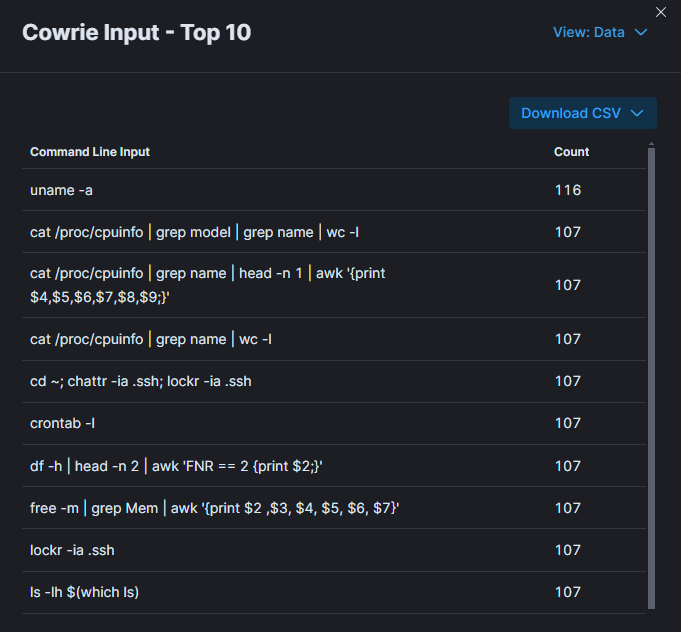 Cowrie Input - Top 10
View: Data
Download CSV
Command Line Input Count
uname -a 116
cat /proc/cpuinfo | grep model | grep name | wc -l 107
cat /proc/cpuinfo | grep name | head -n 1 | awk '{print
$4,$5,$6,$7,$8,$9;}' 107
cat /proc/cpuinfo | grep name | wc -l 107
cd ~; chattr -ia .ssh; lockr -ia .ssh 107
crontab -l 107
df -h | head -n 2 | awk 'FNR == 2 {print $2;}' 107
free -m | grep Mem | awk '{print $2 ,$3, $4, $5, $6, $7}' 107
lockr -ia .ssh 107
ls -lh $(which ls) 107